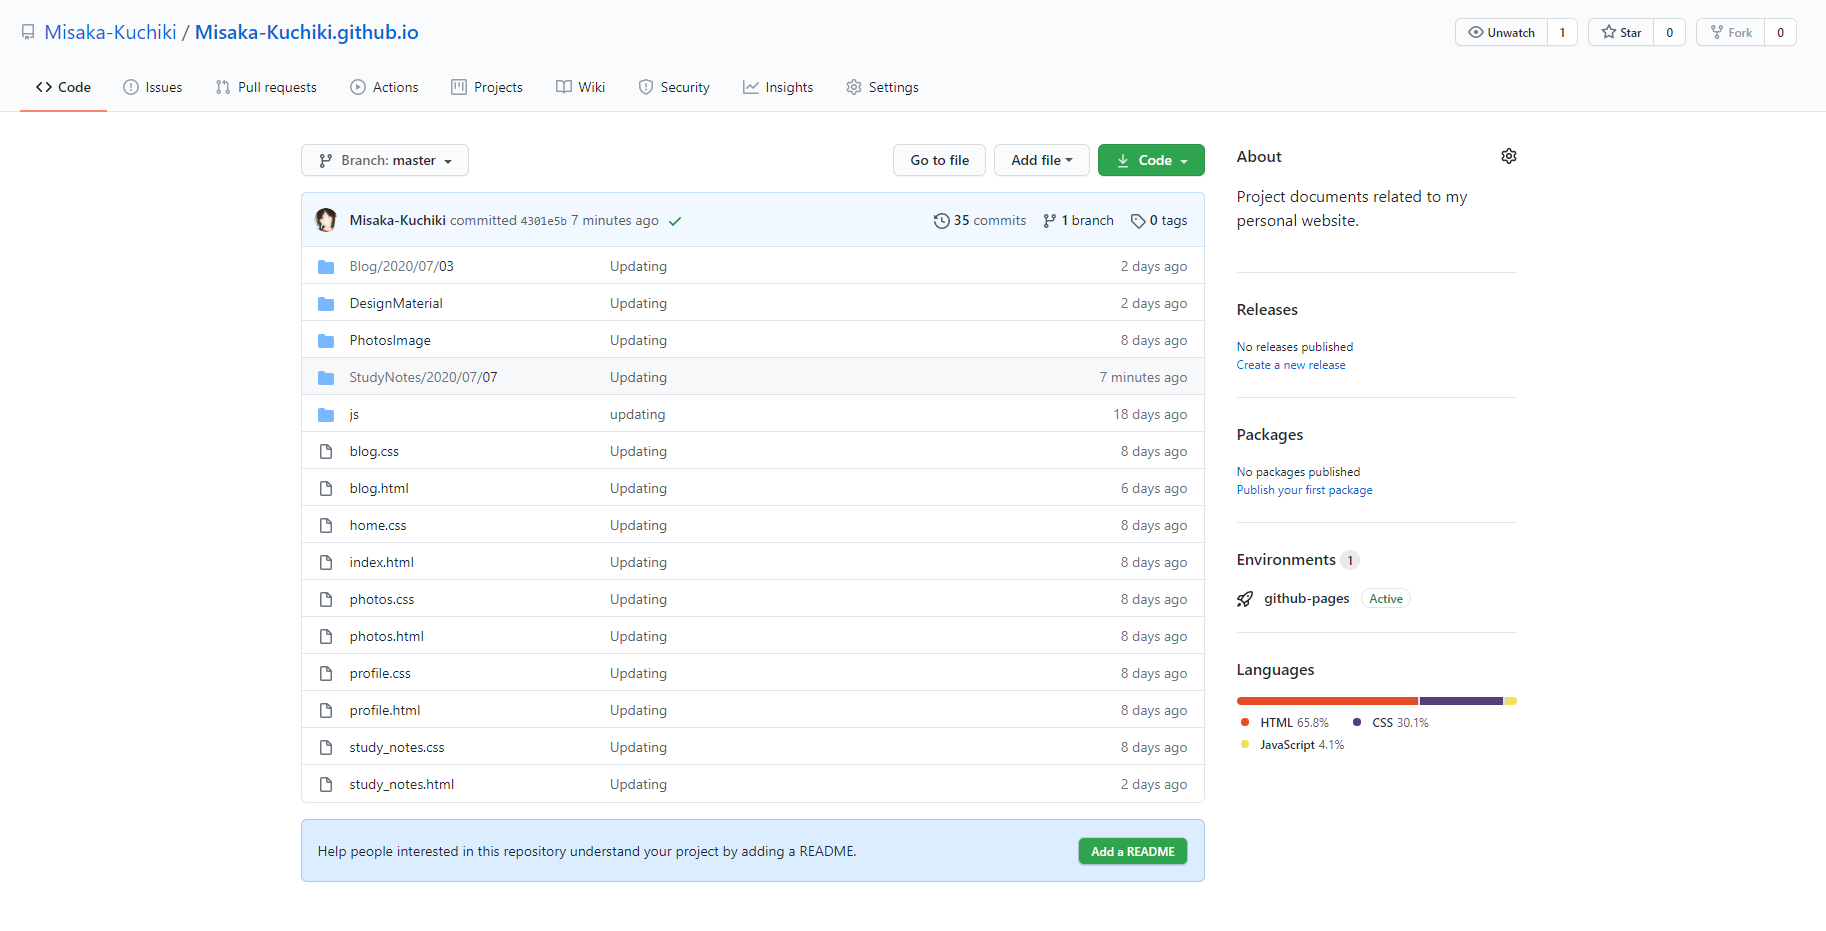 Misaka-Kuchiki / Misaka-Kuchiki.github.io
Unwatch 1 Star 0 Fork 0
Code Issues Pull requests Actions Projects Wiki Security Insights Settings
Branch: master Go to file Add file Code
Misaka-Kuchiki committed 4301e5b 7 minutes ago 35 commits 1 branch 0 tags
Blog/2020/07/03 Updating 2 days ago
DesignMaterial Updating 2 days ago
PhotosImage Updating 8 days ago
StudyNotes/2020/07/07 Updating 7 minutes ago
js updating 18 days ago
blog.css Updating 8 days ago
blog.html Updating 6 days ago
home.css Updating 8 days ago
index.html Updating 8 days ago
photos.css Updating 8 days ago
photos.html Updating 8 days ago
profile.css Updating 8 days ago
profile.html Updating 8 days ago
study_notes.css Updating 8 days ago
study_notes.html Updating 2 days ago
Help people interested in this repository understand your project by adding a README. Add a README
About
Project documents related to my
personal website.
Releases
No releases published
Create a new release
Packages
No packages published
Publish your first package
Environments 1
github-pages Active
Languages
HTML 65.8% CSS 30.1%
JavaScript 4.1%